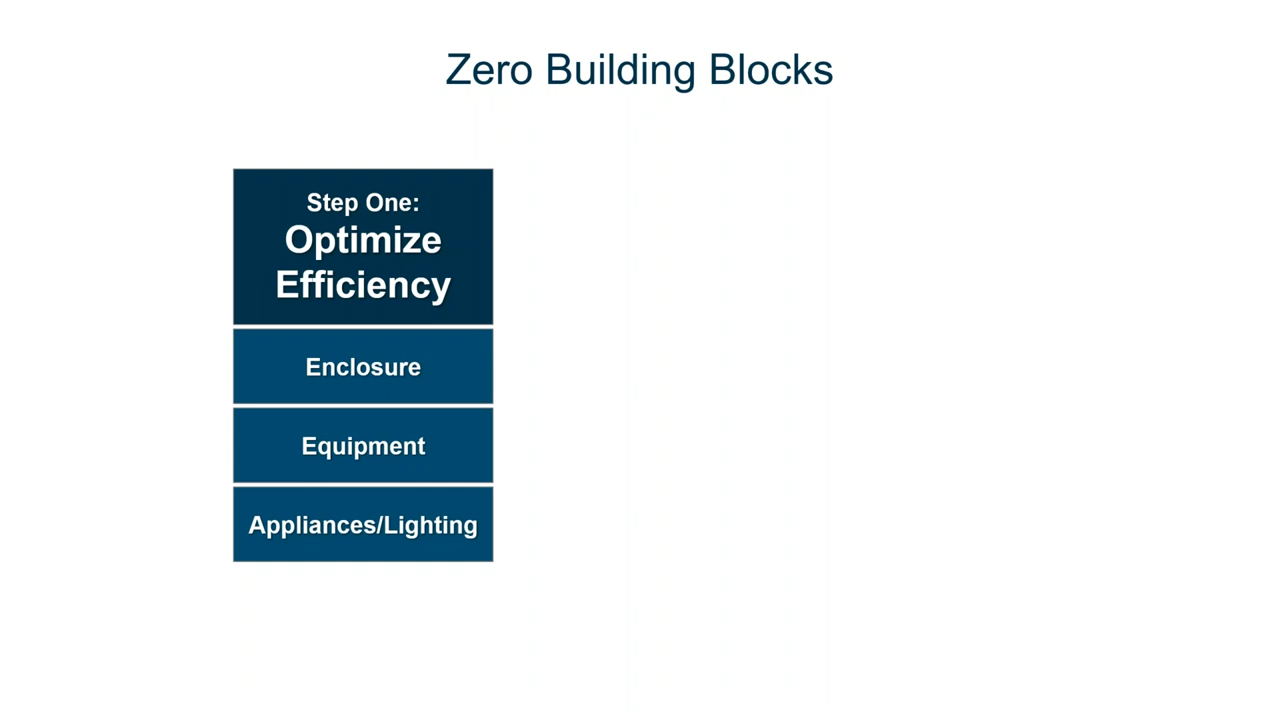 Zero Building Blocks
Step One:
Optimize
Efficiency
Enclosure
Equipment
Appliances/Lighting